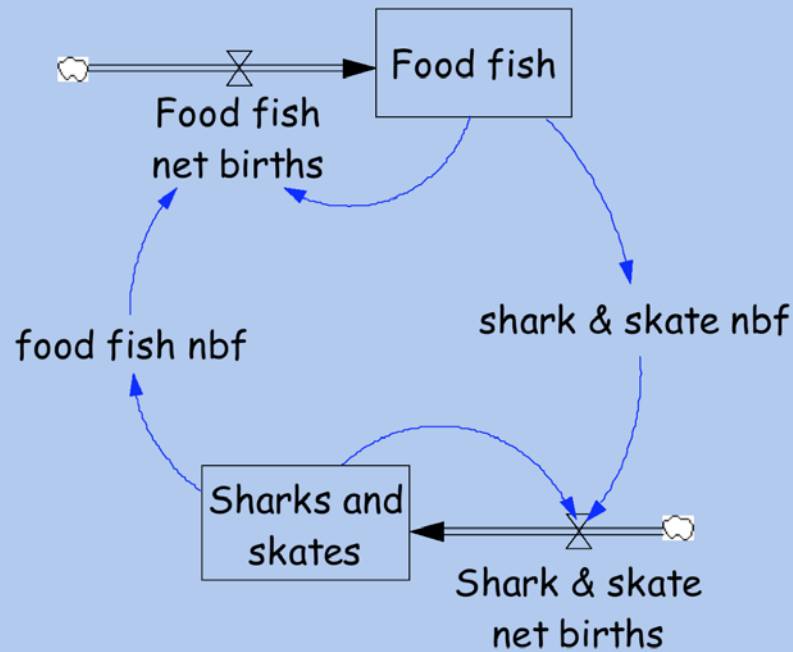 Food fish
Food fish
net births
shark & skate nbf
food fish nbf
Sharks and
skates
Shark & skate
net births